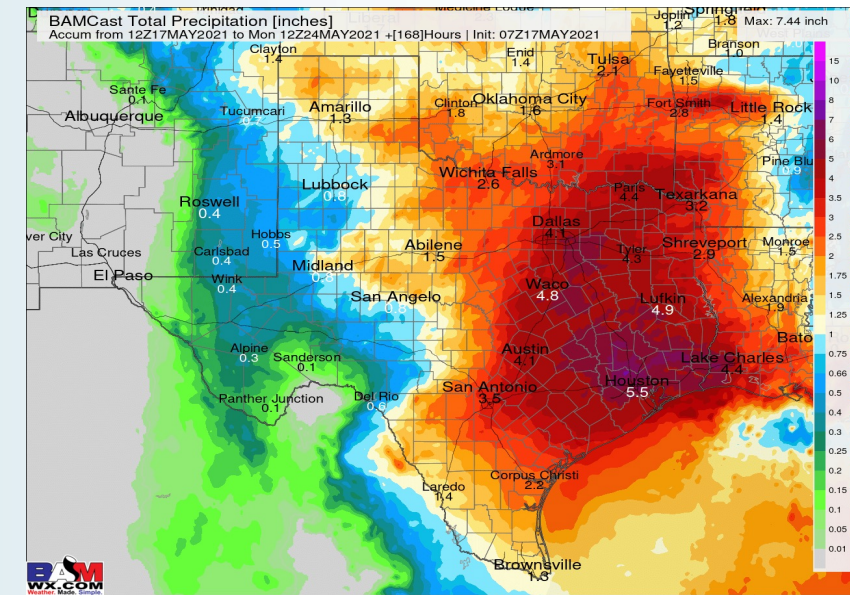 BAMCast Total Precipitation [inches]
Accum from 12Z17MAY2021 to Mon 12Z24MAY2021 +[168]Hours | Init: 07Z17MAY2021
Max: 7.44 inch
Joplin
1.2
1.8
Branson
1.0
Clayton
1.4
Enid
1.4
Tulsa
2.1
Fayetteville
1.5
Sante Fe
0.1
Albuquerque
Tucumcari
Amarillo
1.3
Clinton
1.8
Oklahoma City
1.6
Fort Smith
2.8
Little Rock
1.4
Ardmore
3.1
Pine Blu
0.9
Wichita Falls
2.6
Lubbock
0.8
Paris
4.4
Texarkana
3.2
Roswell
0.4
Dallas
4.1
ver City
Las Cruces
Hobbs
0.5
Carlsbad
0.4
Abilene
1.5
Tyler
4.3
Shreveport
2.9
Monroe
1.5
El Paso
Wink
0.4
Midland
0.8
Waco
4.8
Lufkin
4.9
San Angelo
0.8
Alexandria
1.9
Bato
Alpine
0.3
Sanderson
0.1
Austin
4.1
Lake Charles
4.4
Panther Junction
0.1
Del Rio
0.6
San Antonio
3.5
Houston
5.5
Laredo
1.4
Corpus Christi
2.2
Brownsville
1.3
15
10
8
7
6
5
4
3.5
3
2.5
2
1.75
1.5
1.25
1
0.75
0.66
0.5
0.4
0.3
0.25
0.2
0.15
0.1
0.05
0.01
BAM
WX.COM
Weather. Made. Simple.